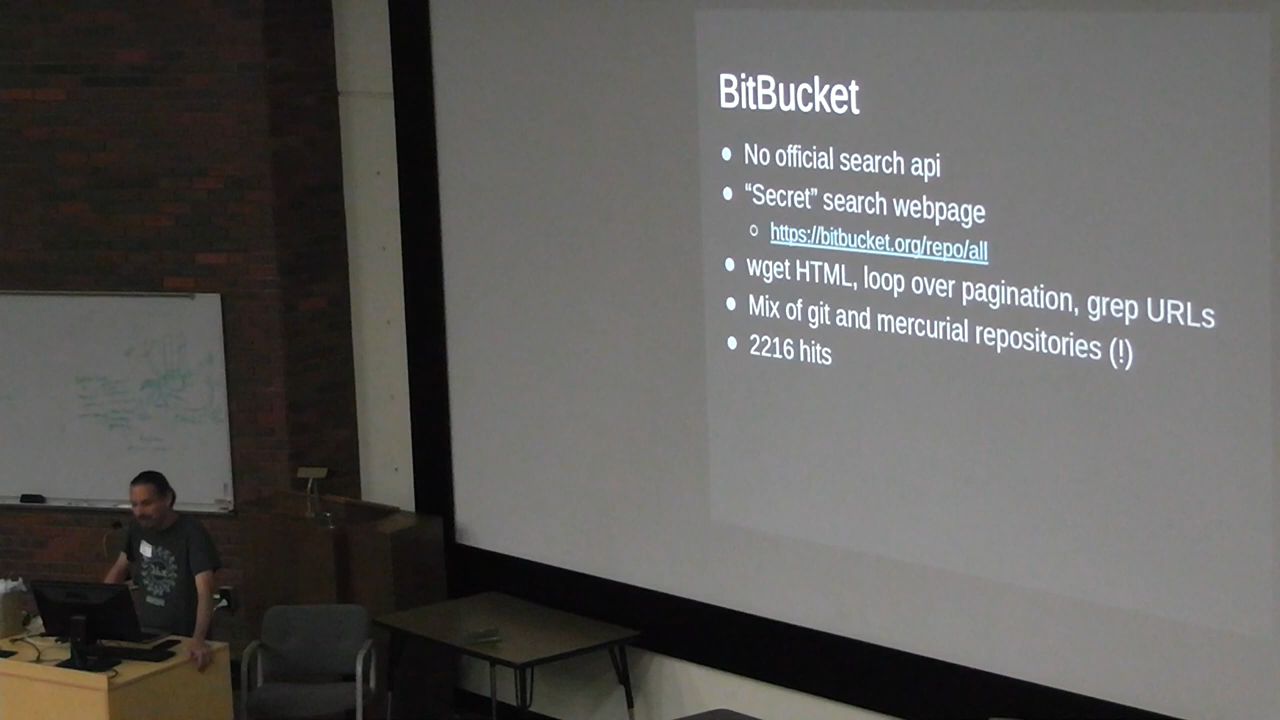 BitBucket
● No official search api
● “Secret” search webpage
○ https://bitbucket.org/repo/all
● wget HTML, loop over pagination, grep URLs
● Mix of git and mercurial repositories (!)
● 2216 hits